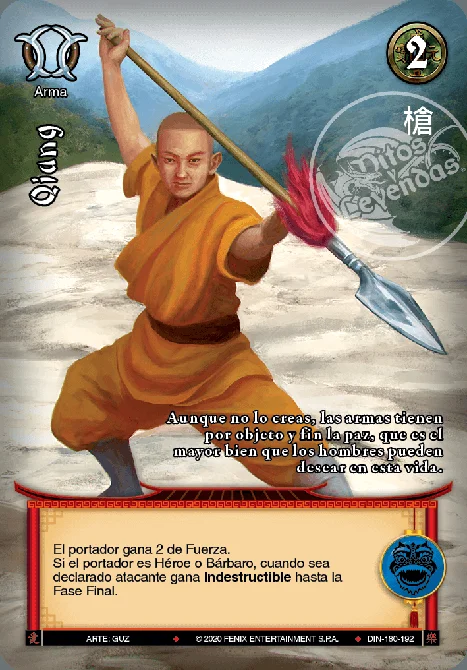 2
Arma
槍
Mitos
y
Leyendas
Qiang
Aunque no lo creas, las armas tienen
por objeto y fin la paz, que es el
mayor bien que los hombres pueden
desear en esta vida.
El portador gana 2 de Fuerza.
Si el portador es Héroe o Bárbaro, cuando sea
declarado atacante gana Indestructible hasta la
Fase Final.
ARTE: GUZ
© 2020 FENIX ENTERTAINMENT S.P.A.
DIN-180-192